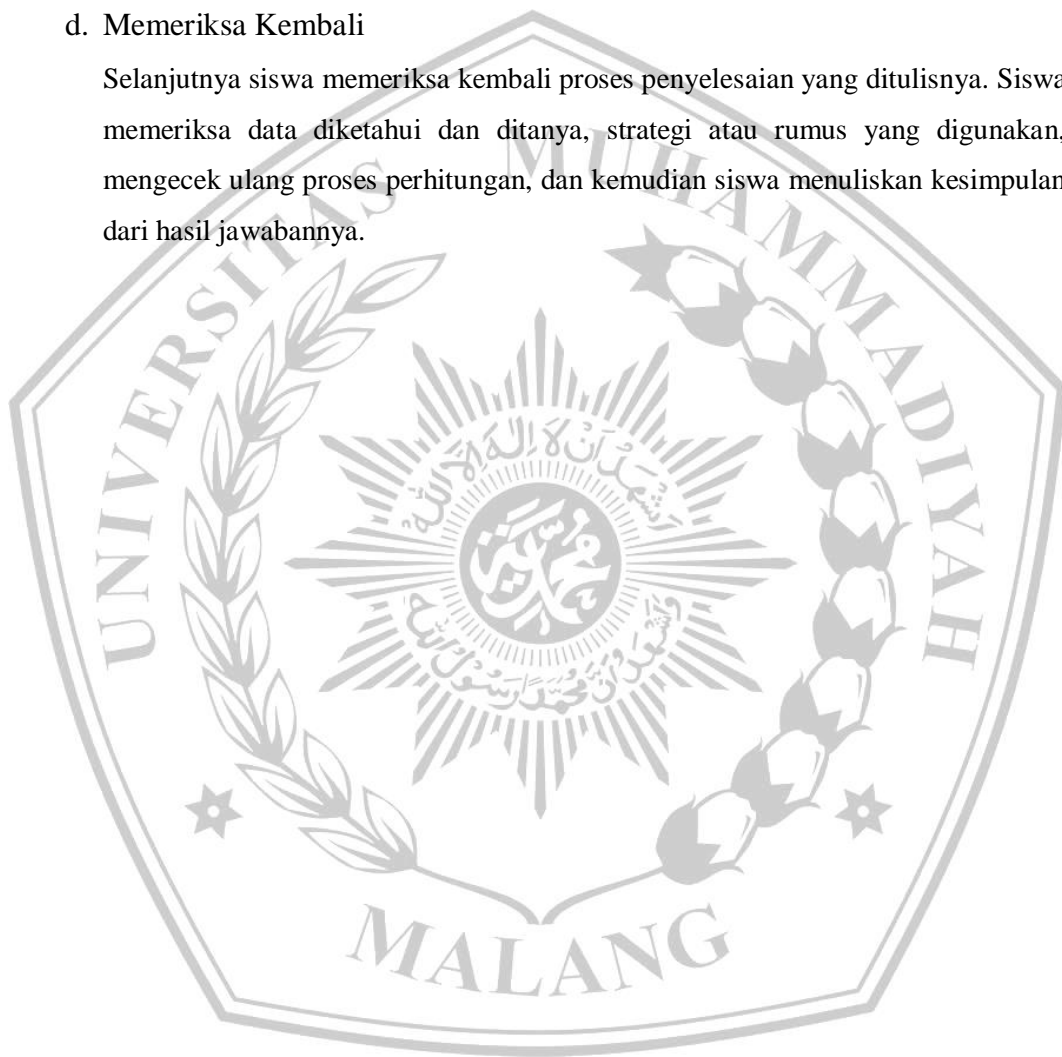 d. Memeriksa Kembali
Selanjutnya siswa memeriksa kembali proses penyelesaian yang ditulisnya. Siswa
memeriksa data diketahui dan ditanya, strategi atau rumus yang digunakan,
mengecek ulang proses perhitungan, dan kemudian siswa menuliskan kesimpulan
dari hasil jawabannya.
UNIVERSITAS MUHAMMADIYAH
MALANG